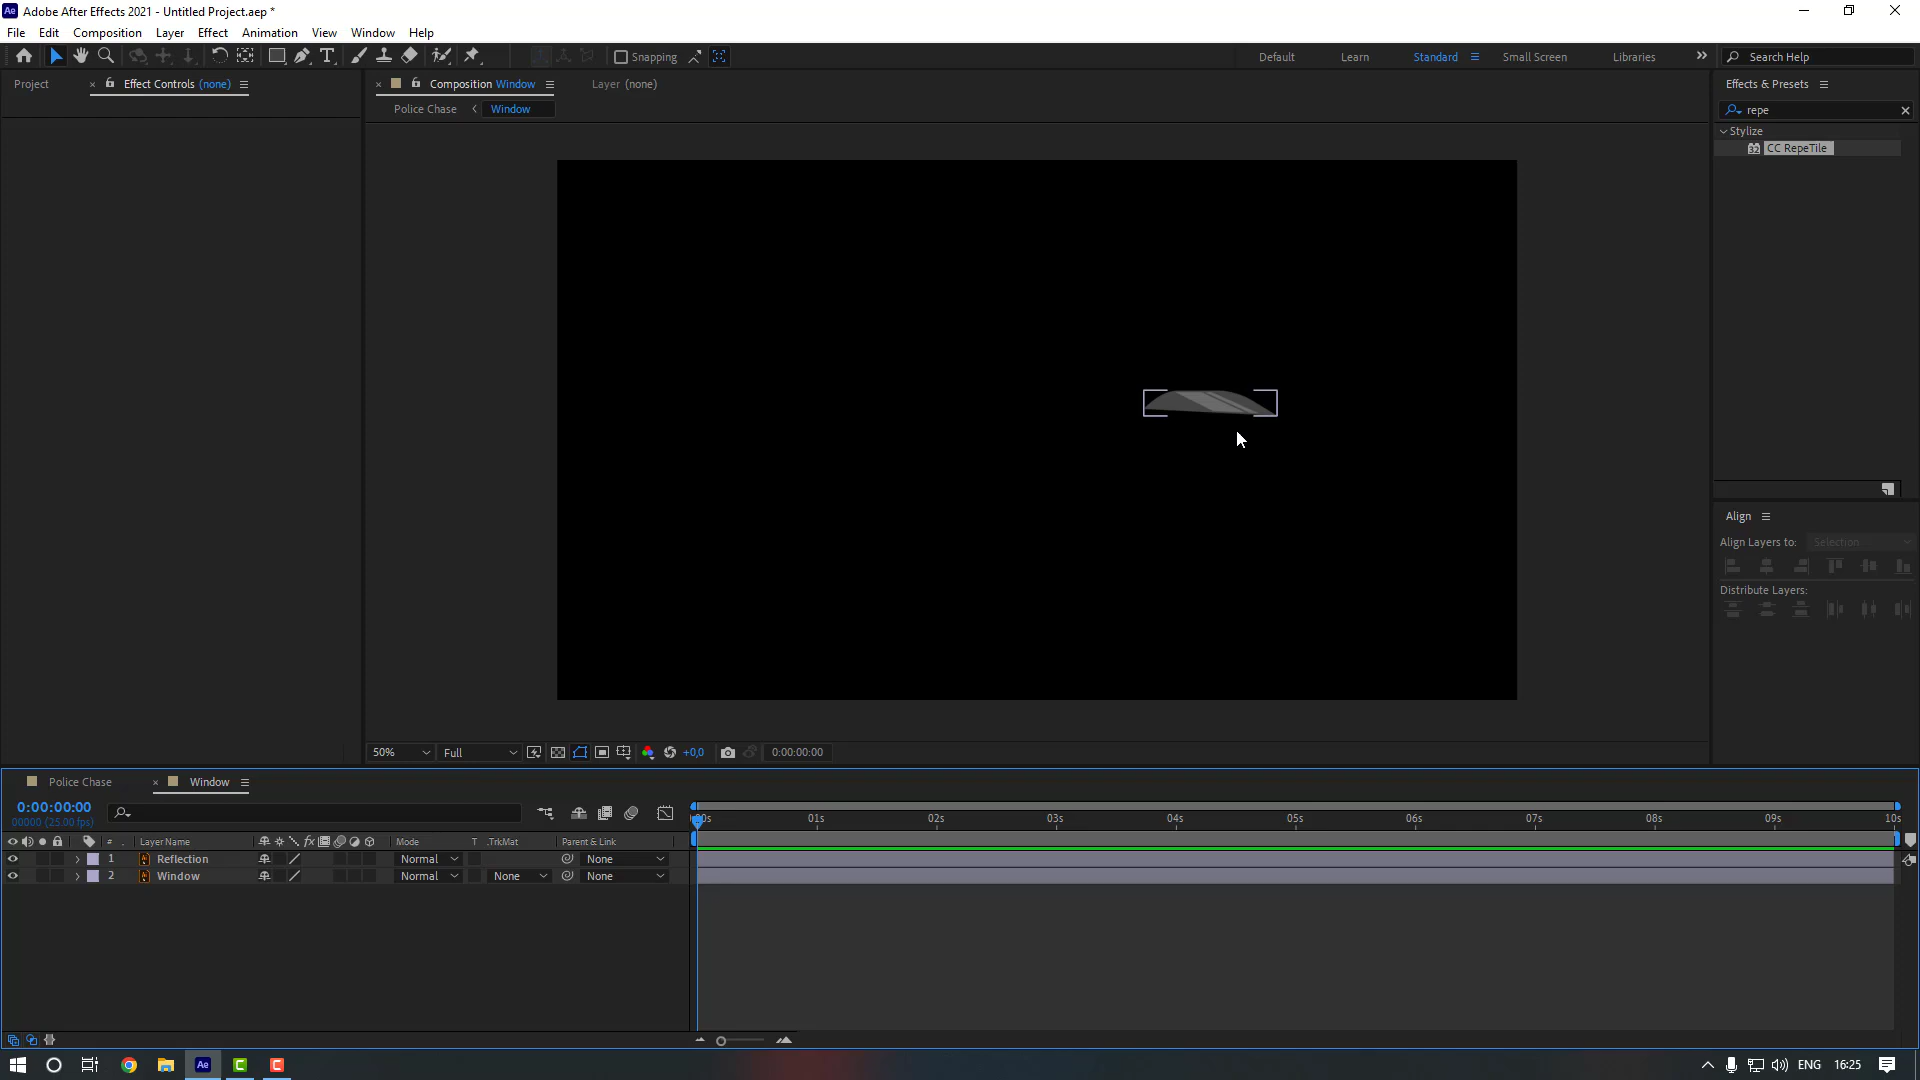 Adobe After Effects 2021 - Untitled Project.aep *
File Edit Composition Layer Effect Animation View Window Help
Snapping Default Learn Standard Small Screen Libraries Search Help
Project Effect Controls (none) Composition Window Layer (none) Effects & Presets
Police Chase Window repe
Stylize
CC RepeTile
Align
Align Layers to: Selection
Distribute Layers:
50% Full +0,0 0:00:00:00
Police Chase Window
0:00:00:00
00000 (25.00 fps)
01s 02s 03s 04s 05s 06s 07s 08s 09s 10s
# Layer Name Mode T .TrkMat Parent & Link
1 Reflection Normal None
2 Window Normal None None
ENG 16:25